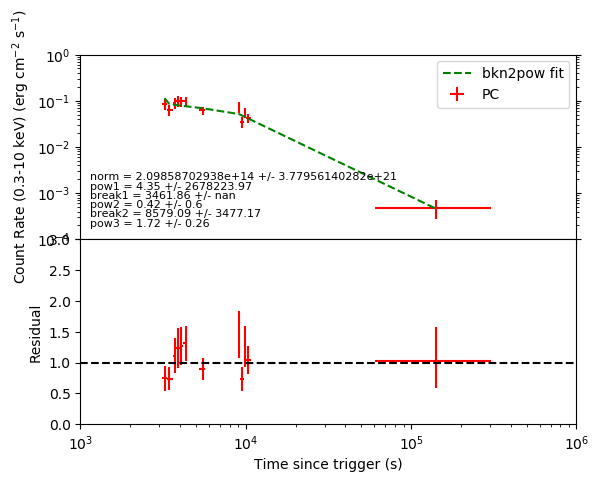 Count Rate (0.3-10 keV) (erg cm⁻² s⁻¹)
10⁰
10⁻¹
10⁻²
10⁻³
10⁻⁴
bkn2pow fit
PC
norm = 2.09858702938e+14 +/- 3.77956140282e+21
pow1 = 4.35 +/- 2678223.97
break1 = 3461.86 +/- nan
pow2 = 0.42 +/- 0.6
break2 = 8579.09 +/- 3477.17
pow3 = 1.72 +/- 0.26
Residual
3.0
2.5
2.0
1.5
1.0
0.5
0.0
10³ 10⁴ 10⁵ 10⁶
Time since trigger (s)